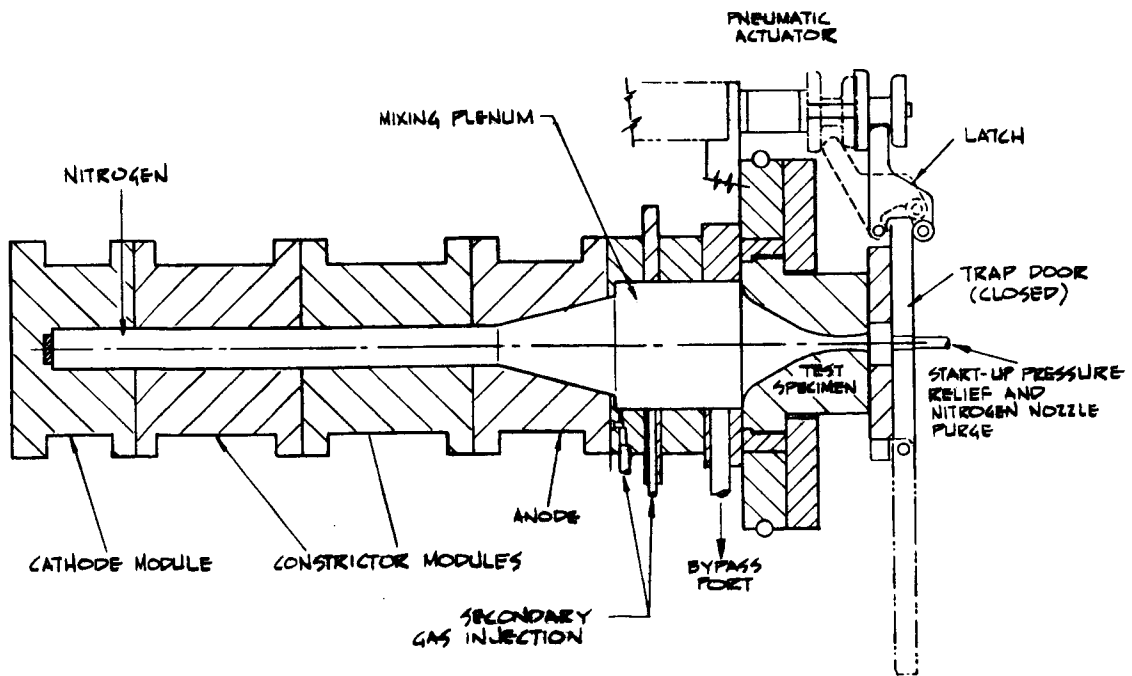 PNEUMATIC
ACTUATOR
MIXING PLENUM
LATCH
NITROGEN
TRAP DOOR
(CLOSED)
TEST
SPECIMEN
START-UP PRESSURE
RELIEF AND
NITROGEN NOZZLE
PURGE
ANODE
CATHODE MODULE
CONSTRICTOR MODULES
BYPASS
PORT
SECONDARY
GAS INJECTION